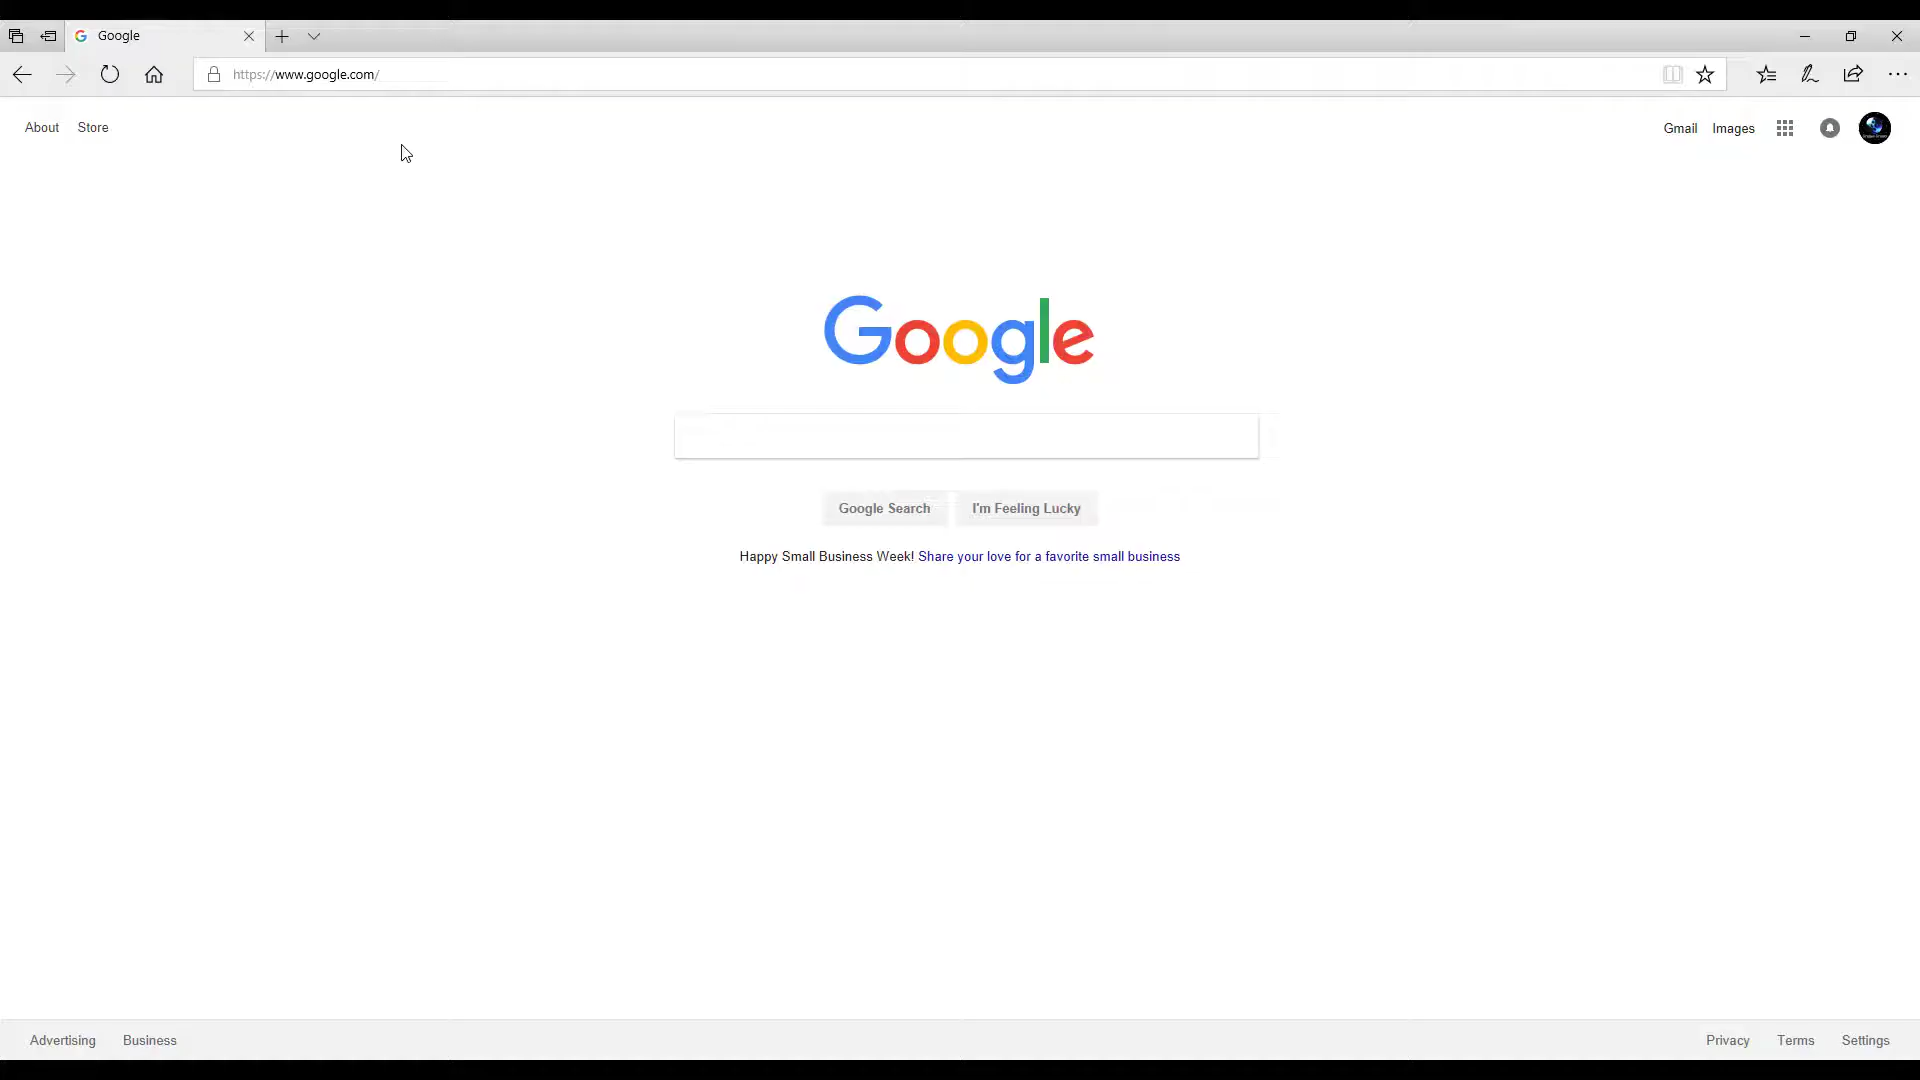 Google
https://www.google.com/
About Store
Gmail Images
Google
Google Search I'm Feeling Lucky
Happy Small Business Week! Share your love for a favorite small business
Advertising Business
Privacy Terms Settings